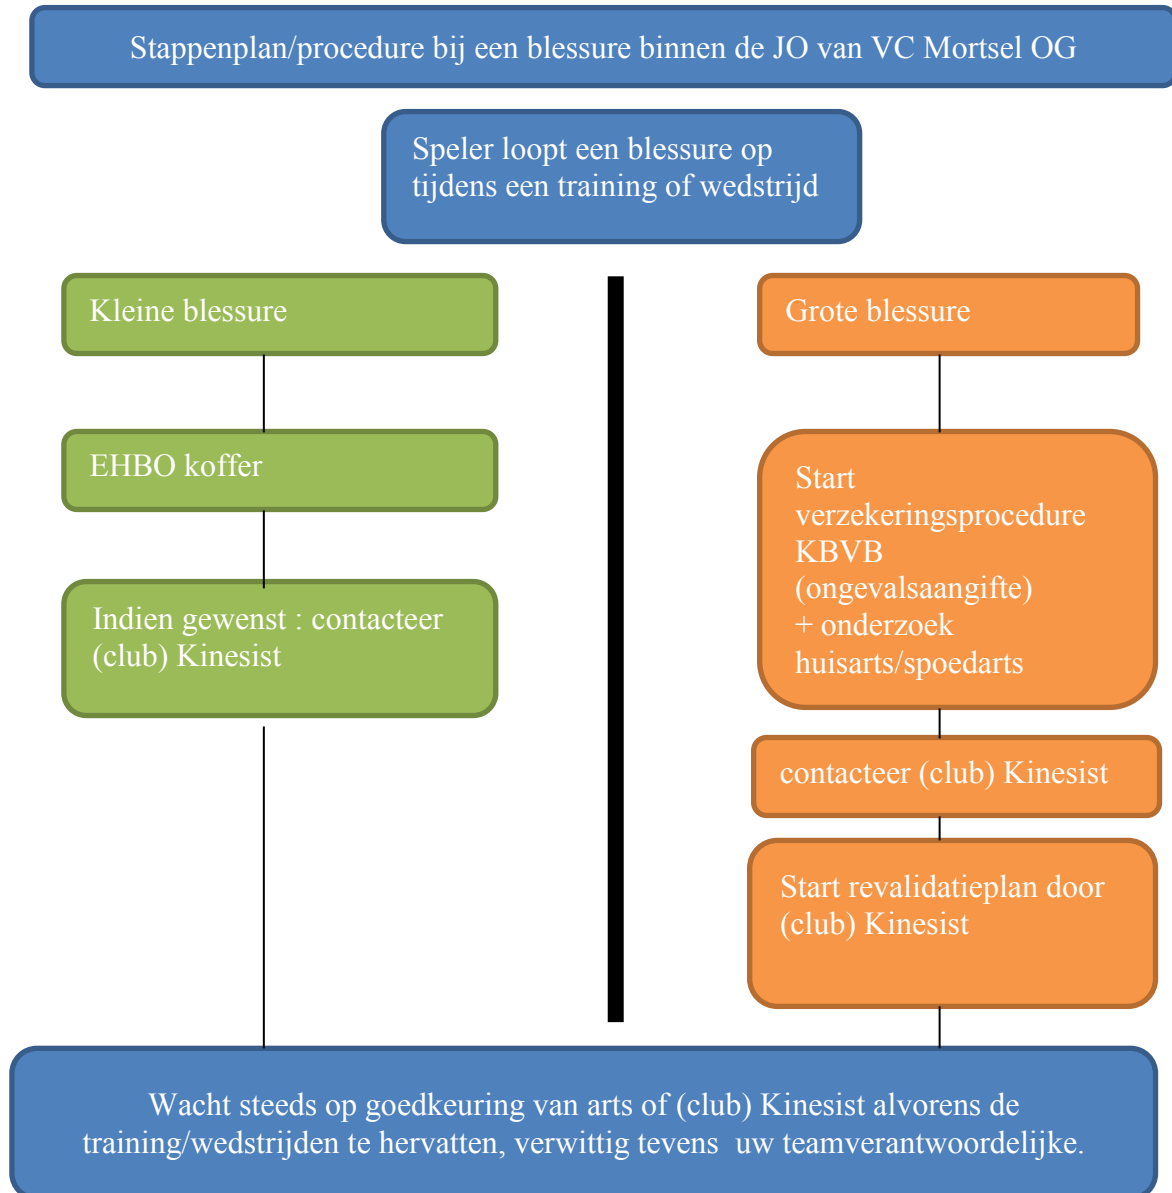 Stappenplan/procedure bij een blessure binnen de JO van VC Mortsel OG
Speler loopt een blessure op
tijdens een training of wedstrijd
Kleine blessure
EHBO koffer
Indien gewenst : contacteer
(club) Kinesist
Grote blessure
Start
verzekeringsprocedure
KBVB
(ongevalsaangifte)
+ onderzoek
huisarts/spoedarts
contacteer (club) Kinesist
Start revalidatieplan door
(club) Kinesist
Wacht steeds op goedkeuring van arts of (club) Kinesist alvorens de
training/wedstrijden te hervatten, verwittig tevens  uw teamverantwoordelijke.